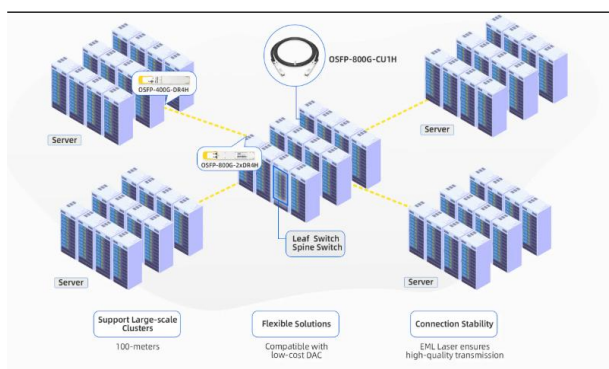 OSFP-800G-CU1H
OSFP-400G-DR4H
Server
Server
OSFP-800G-2xDR4H
Leaf Switch
Spine Switch
Server
Server
Support Large-scale
Clusters
100-meters
Flexible Solutions
Compatible with
low-cost DAC
Connection Stability
EML Laser ensures
high-quality transmission